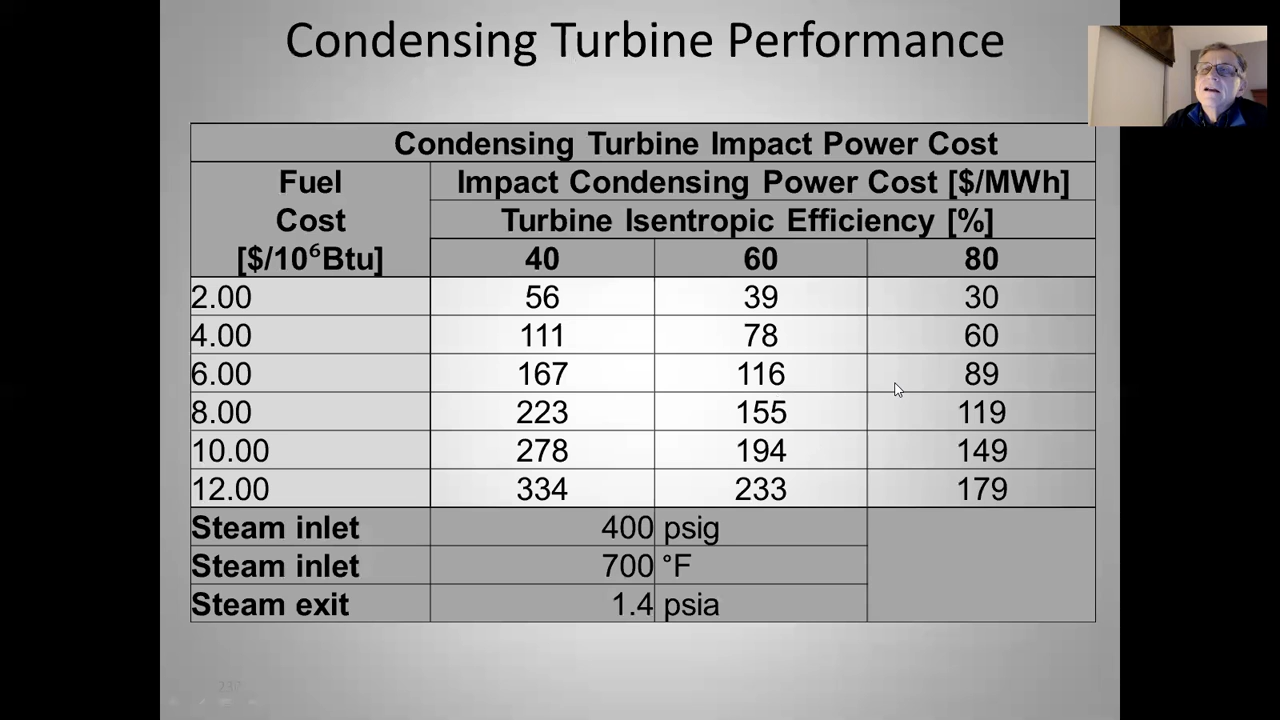 Condensing Turbine Performance
Condensing Turbine Impact Power Cost
Fuel Cost [$/10⁶Btu]
Impact Condensing Power Cost [$/MWh]
Turbine Isentropic Efficiency [%]
40 60 80
2.00 56 39 30
4.00 111 78 60
6.00 167 116 89
8.00 223 155 119
10.00 278 194 149
12.00 334 233 179
Steam inlet 400 psig
Steam inlet 700 °F
Steam exit 1.4 psia